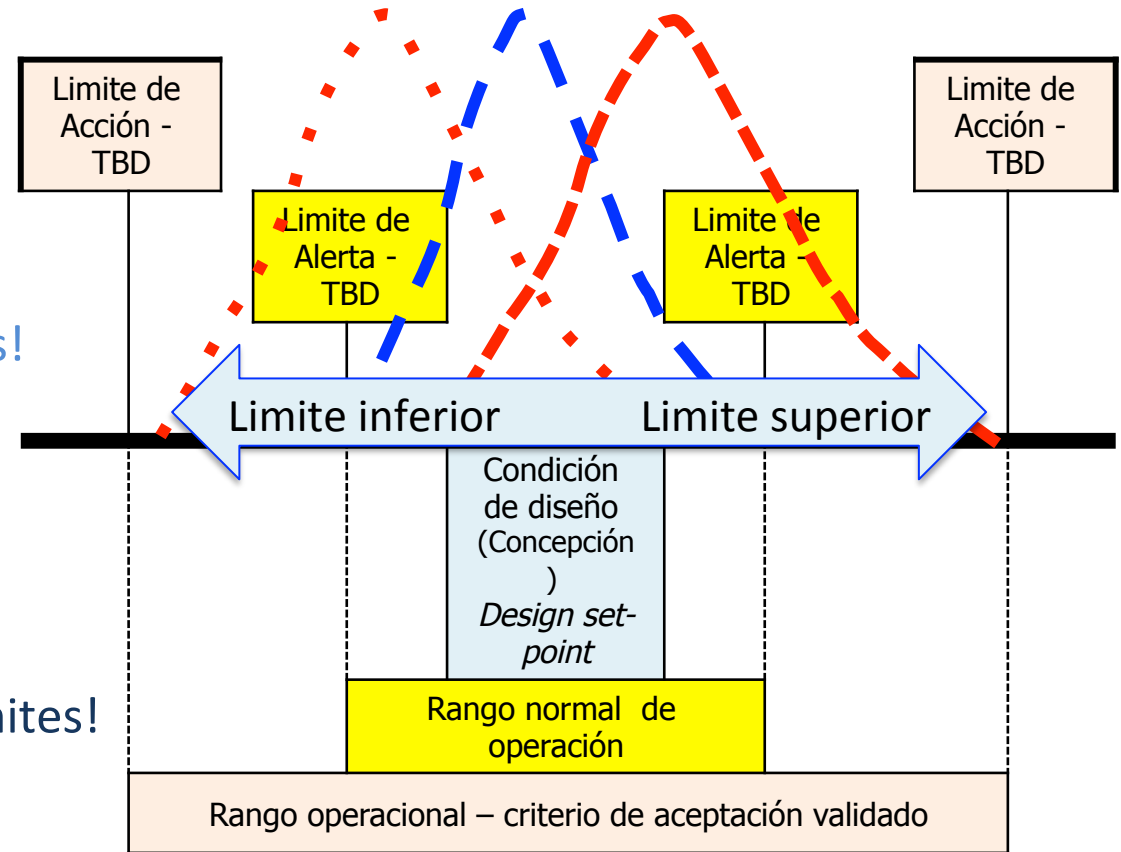 Limite de
Acción -
TBD
Limite de
Acción -
TBD
Limite de
Alerta -
TBD
Limite de
Alerta -
TBD
s!
Limite inferior
Limite superior
Condición
de diseño
(Concepción
)
Design set-
point
ites!
Rango normal de
operación
Rango operacional – criterio de aceptación validado